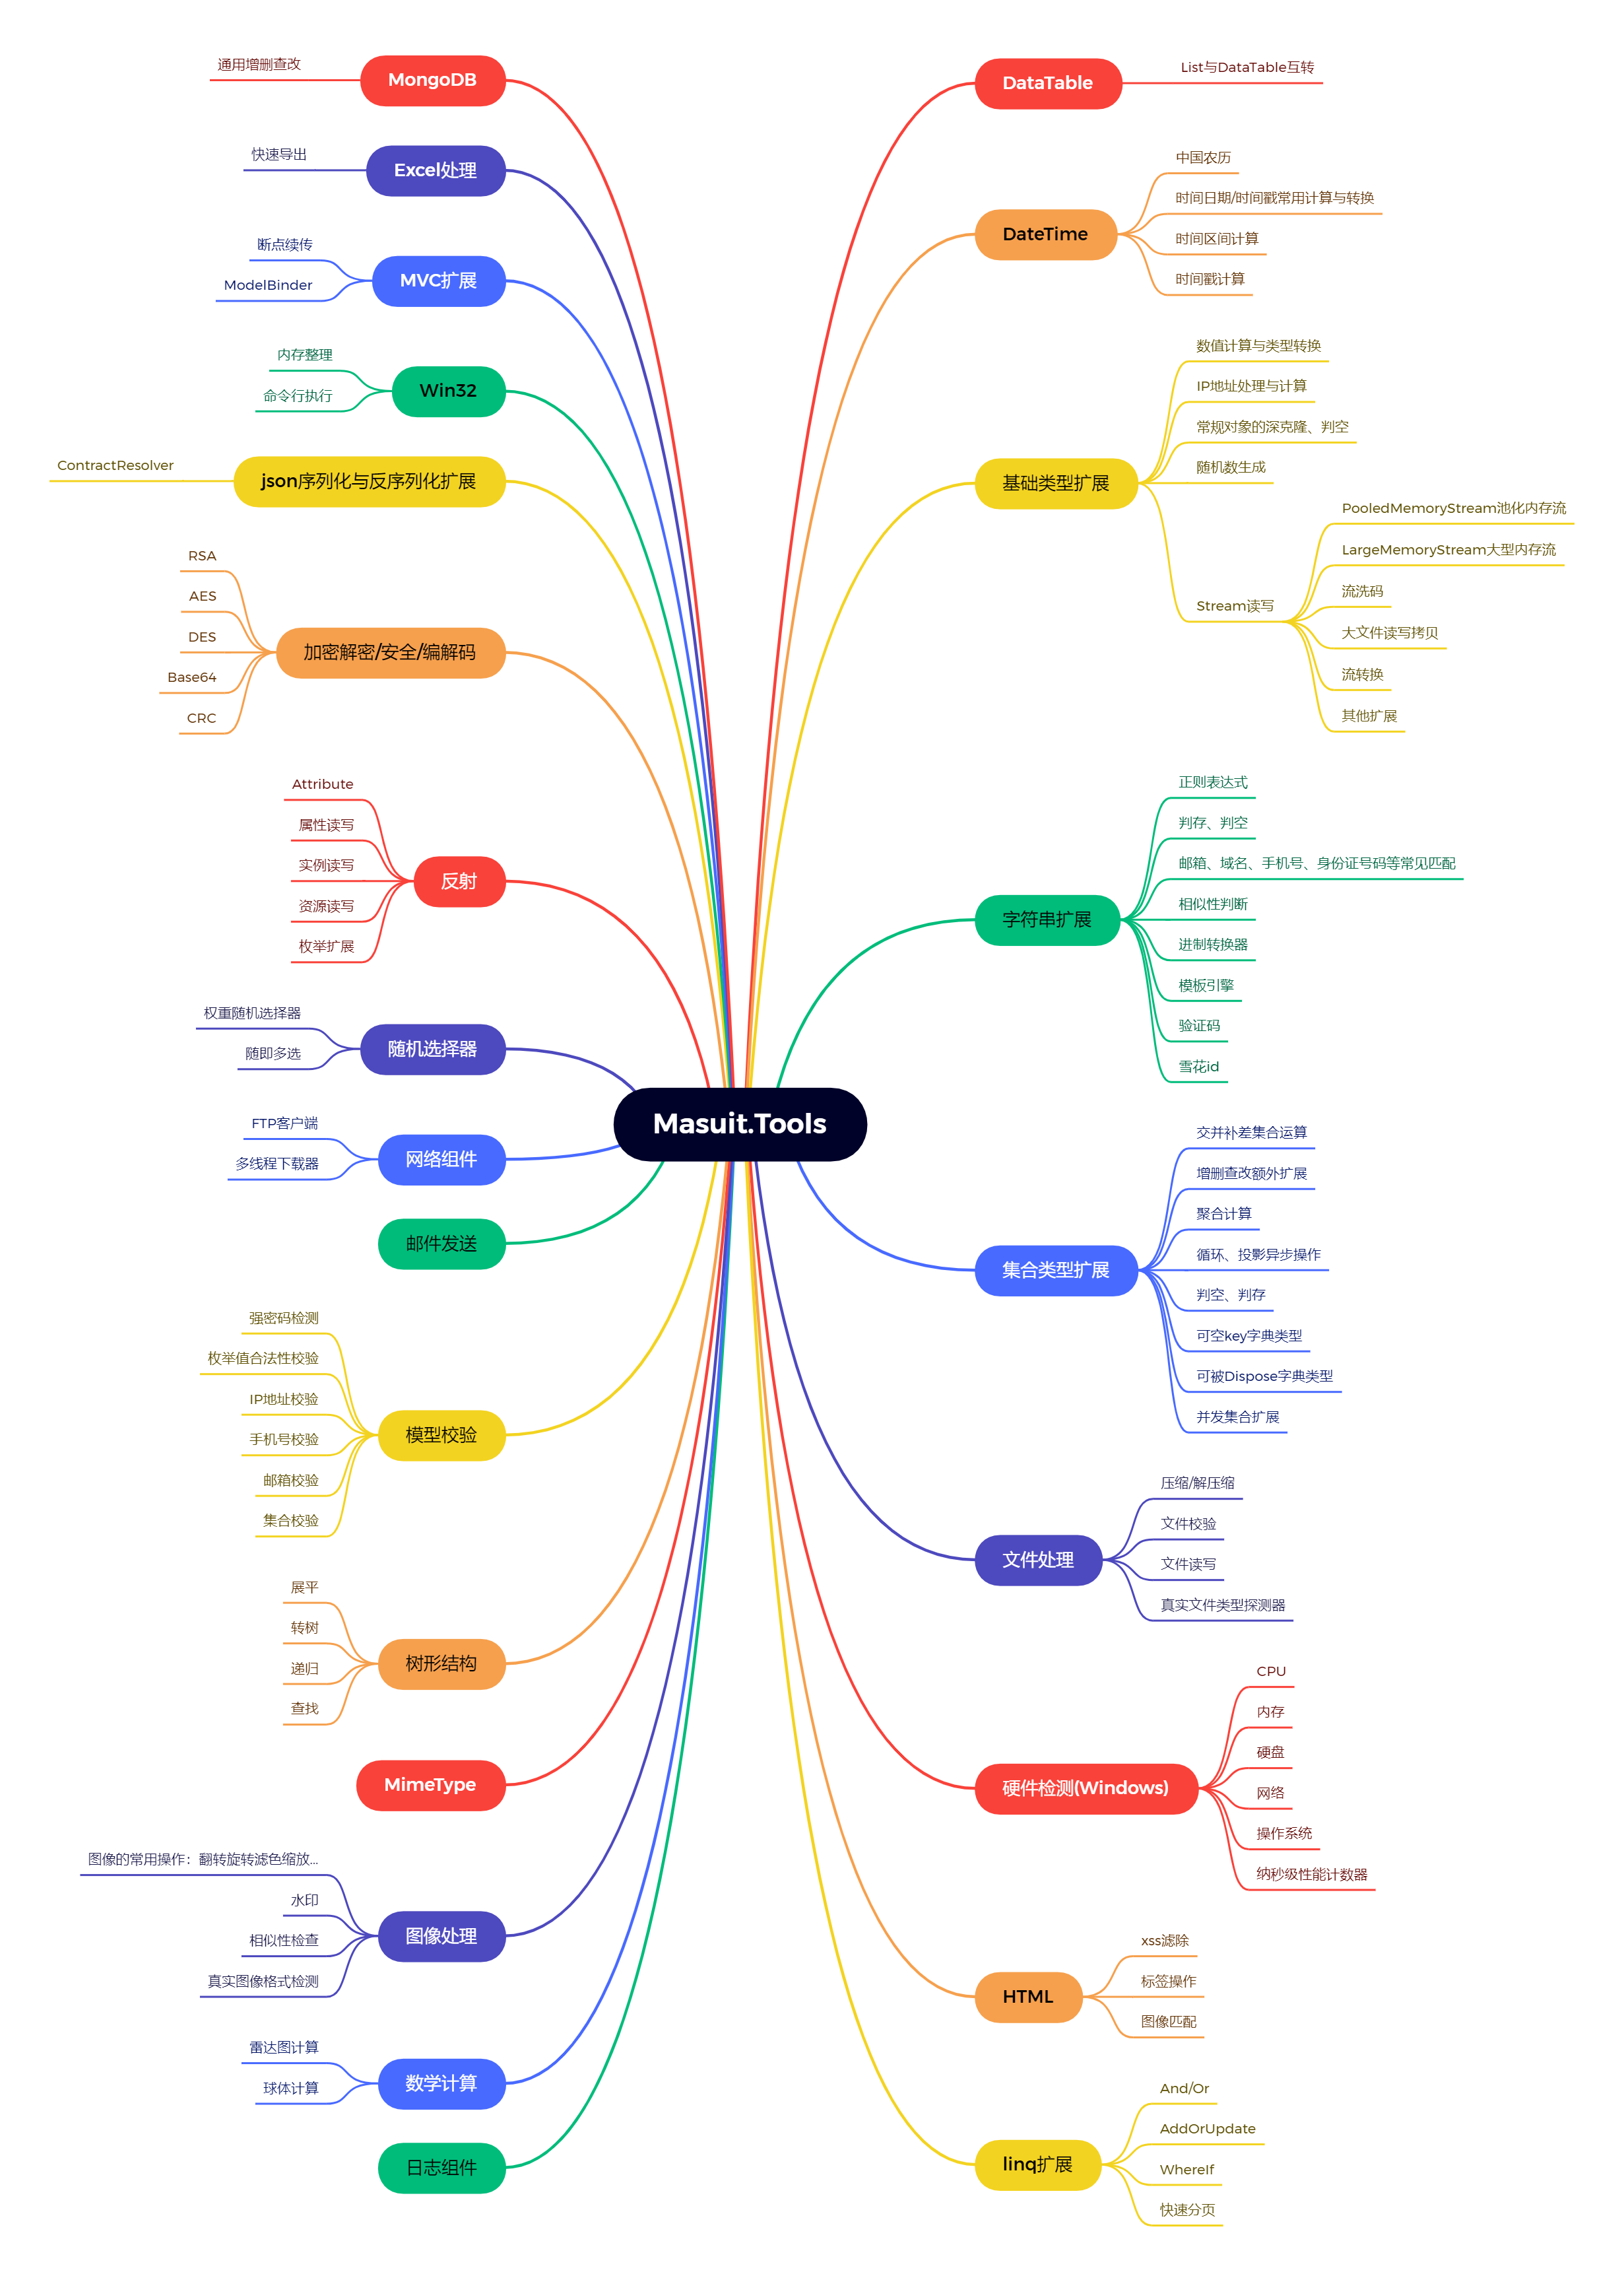 Masuit.Tools
DataTable
List与DataTable互转
DateTime
中国农历
时间日期/时间戳常用计算与转换
时间区间计算
时间戳计算
基础类型扩展
数值计算与类型转换
IP地址处理与计算
常规对象的深克隆、判空
随机数生成
Stream读写
PooledMemoryStream池化内存流
LargeMemoryStream大型内存流
流洗码
大文件读写拷贝
流转换
其他扩展
字符串扩展
正则表达式
判存、判空
邮箱、域名、手机号、身份证号码等常见匹配
相似性判断
进制转换器
模板引擎
验证码
雪花id
集合类型扩展
交并补差集合运算
增删查改额外扩展
聚合计算
循环、投影异步操作
判空、判存
可空key字典类型
可被Dispose字典类型
并发集合扩展
文件处理
压缩/解压缩
文件校验
文件读写
真实文件类型探测器
硬件检测(Windows)
CPU
内存
硬盘
网络
操作系统
纳秒级性能计数器
HTML
xss滤除
标签操作
图像匹配
linq扩展
And/Or
AddOrUpdate
WhereIf
快速分页
MongoDB
通用增删查改
Excel处理
快速导出
MVC扩展
断点续传
ModelBinder
Win32
内存整理
命令行执行
json序列化与反序列化扩展
ContractResolver
加密解密/安全/编解码
RSA
AES
DES
Base64
CRC
反射
Attribute
属性读写
实例读写
资源读写
枚举扩展
随机选择器
权重随机选择器
随即多选
网络组件
FTP客户端
多线程下载器
邮件发送
模型校验
强密码检测
枚举值合法性校验
IP地址校验
手机号校验
邮箱校验
集合校验
树形结构
展平
转树
递归
查找
MimeType
图像处理
图像的常用操作：翻转旋转滤色缩放...
水印
相似性检查
真实图像格式检测
数学计算
雷达图计算
球体计算
日志组件